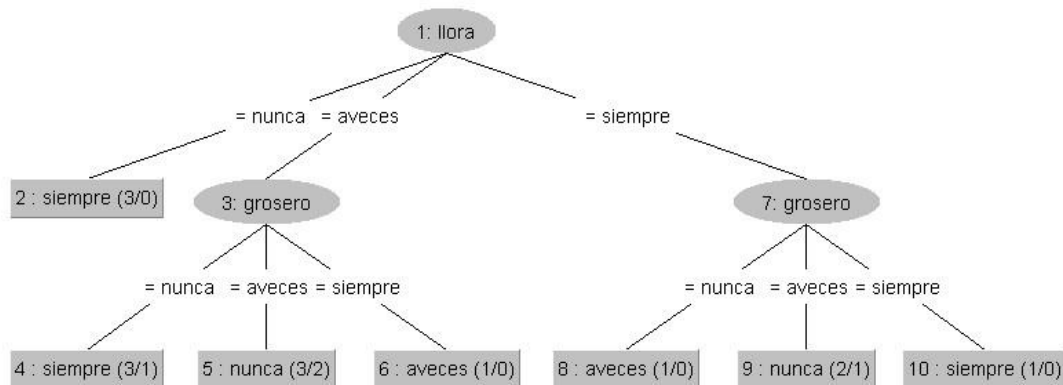 1: llora
= nunca = aveces = siempre
2 : siempre (3/0) 3: grosero 7: grosero
= nunca = aveces = siempre = nunca = aveces = siempre
4 : siempre (3/1) 5 : nunca (3/2) 6 : aveces (1/0) 8 : aveces (1/0) 9 : nunca (2/1) 10 : siempre (1/0)